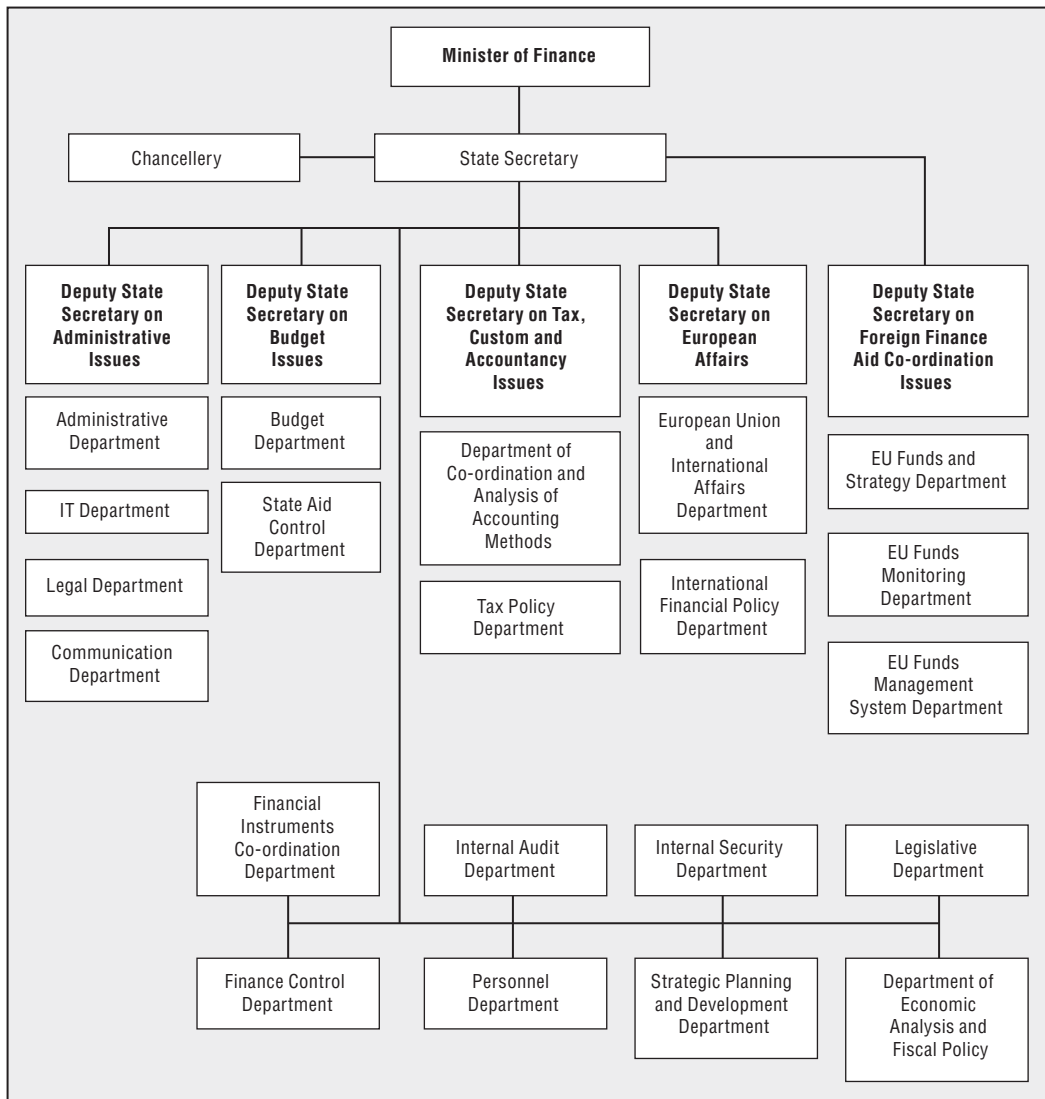 Minister of Finance
Chancellery
State Secretary
Deputy State
Secretary on
Administrative
Issues
Administrative
Department
IT Department
Legal Department
Communication
Department
Deputy State
Secretary on
Budget
Issues
Budget
Department
State Aid
Control
Department
Deputy State
Secretary on Tax,
Custom and
Accountancy
Issues
Department of
Co-ordination and
Analysis of
Accounting
Methods
Tax Policy
Department
Deputy State
Secretary on
European
Affairs
European Union
and
International
Affairs
Department
International
Financial Policy
Department
Deputy State
Secretary on
Foreign Finance
Aid Co-ordination
Issues
EU Funds and
Strategy Department
EU Funds
Monitoring
Department
EU Funds
Management
System Department
Financial
Instruments
Co-ordination
Department
Internal Audit
Department
Internal Security
Department
Legislative
Department
Finance Control
Department
Personnel
Department
Strategic Planning
and Development
Department
Department of
Economic
Analysis and
Fiscal Policy